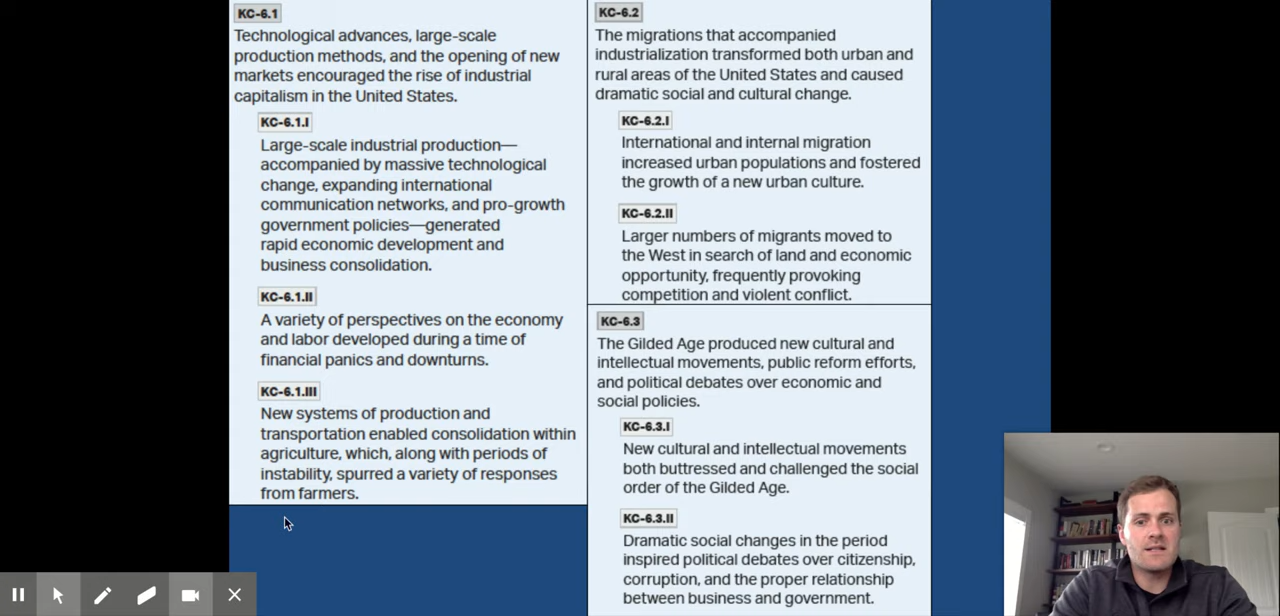 KC-6.1
Technological advances, large-scale
production methods, and the opening of new
markets encouraged the rise of industrial
capitalism in the United States.
KC-6.1.I
Large-scale industrial production—
accompanied by massive technological
change, expanding international
communication networks, and pro-growth
government policies—generated
rapid economic development and
business consolidation.
KC-6.1.II
A variety of perspectives on the economy
and labor developed during a time of
financial panics and downturns.
KC-6.1.III
New systems of production and
transportation enabled consolidation within
agriculture, which, along with periods of
instability, spurred a variety of responses
from farmers.
KC-6.2
The migrations that accompanied
industrialization transformed both urban and
rural areas of the United States and caused
dramatic social and cultural change.
KC-6.2.I
International and internal migration
increased urban populations and fostered
the growth of a new urban culture.
KC-6.2.II
Larger numbers of migrants moved to
the West in search of land and economic
opportunity, frequently provoking
competition and violent conflict.
KC-6.3
The Gilded Age produced new cultural and
intellectual movements, public reform efforts,
and political debates over economic and
social policies.
KC-6.3.I
New cultural and intellectual movements
both buttressed and challenged the social
order of the Gilded Age.
KC-6.3.II
Dramatic social changes in the period
inspired political debates over citizenship,
corruption, and the proper relationship
between business and government.